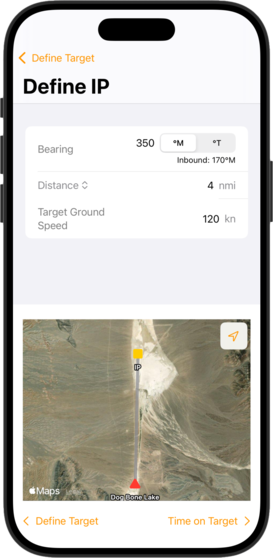 Define Target
Define IP
Bearing
350 °M °T
Inbound: 170°M
Distance
4 nmi
Target Ground
Speed
120 kn
IP
Maps
Dog Bone Lake
Define Target
Time on Target